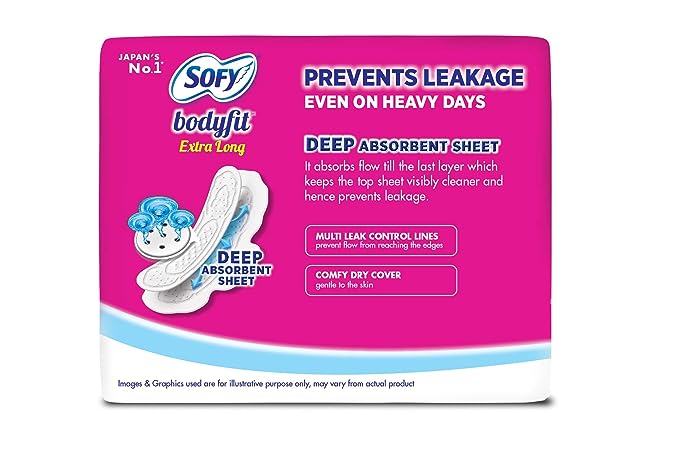 JAPAN'S
No.1*
SOFY
bodyfit™
Extra Long
PREVENTS LEAKAGE
EVEN ON HEAVY DAYS
DEEP ABSORBENT SHEET
It absorbs flow till the last layer which
keeps the top sheet visibly cleaner and
hence prevents leakage.
MULTI LEAK CONTROL LINES
prevent flow from reaching the edges
COMFY DRY COVER
gentle to the skin
DEEP
ABSORBENT
SHEET
Images & Graphics used are for illustrative purpose only, may vary from actual product